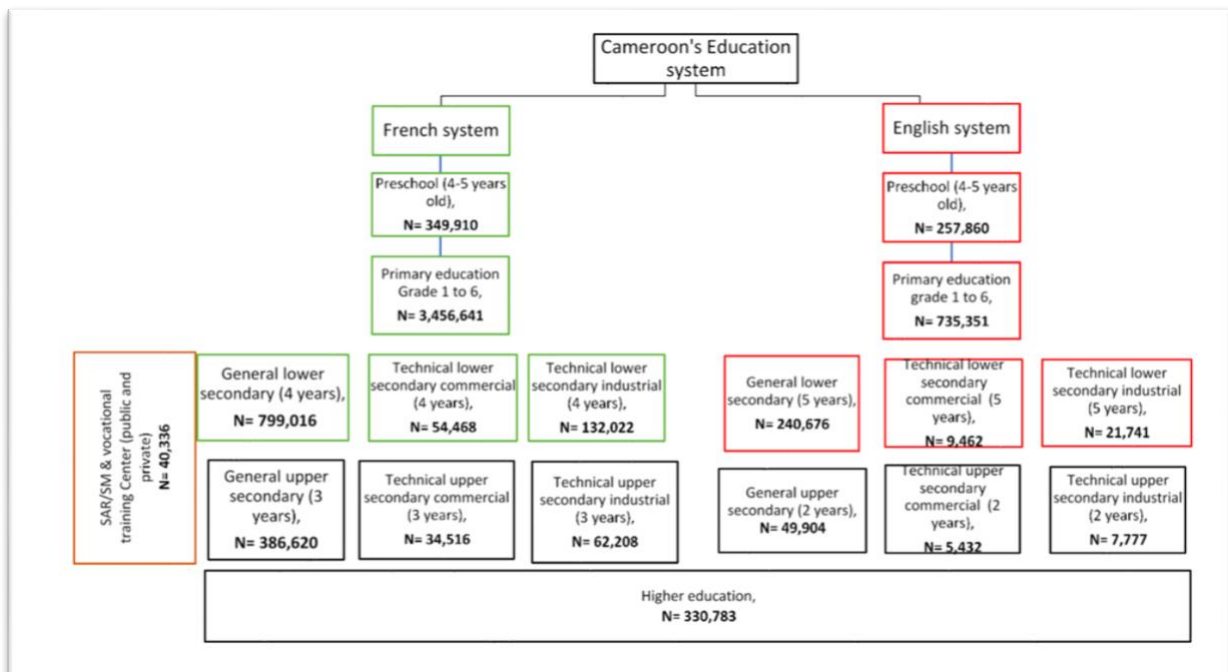 Cameroon's Education
system
French system
English system
Preschool (4-5 years
old),
N= 349,910
Preschool (4-5 years
old),
N= 257,860
Primary education
Grade 1 to 6,
N= 3,456,641
Primary education
grade 1 to 6,
N= 735,351
SAR/SM & vocational
training Center (public and
private)
N= 40,336
General lower
secondary (4 years),
N= 799,016
Technical lower
secondary commercial
(4 years),
N= 54,468
Technical lower
secondary industrial
(4 years),
N= 132,022
General lower
secondary (5 years),
N= 240,676
Technical lower
secondary
commercial (5
years),
N= 9,462
Technical lower
secondary industrial
(5 years),
N= 21,741
General upper
secondary (3
years),
N= 386,620
Technical upper
secondary commercial
(3 years),
N= 34,516
Technical upper
secondary industrial
(3 years),
N= 62,208
General upper
secondary (2 years),
N= 49,904
Technical upper
secondary
commercial (2
years),
N= 5,432
Technical upper
secondary industrial
(2 years),
N= 7,777
Higher education,
N= 330,783